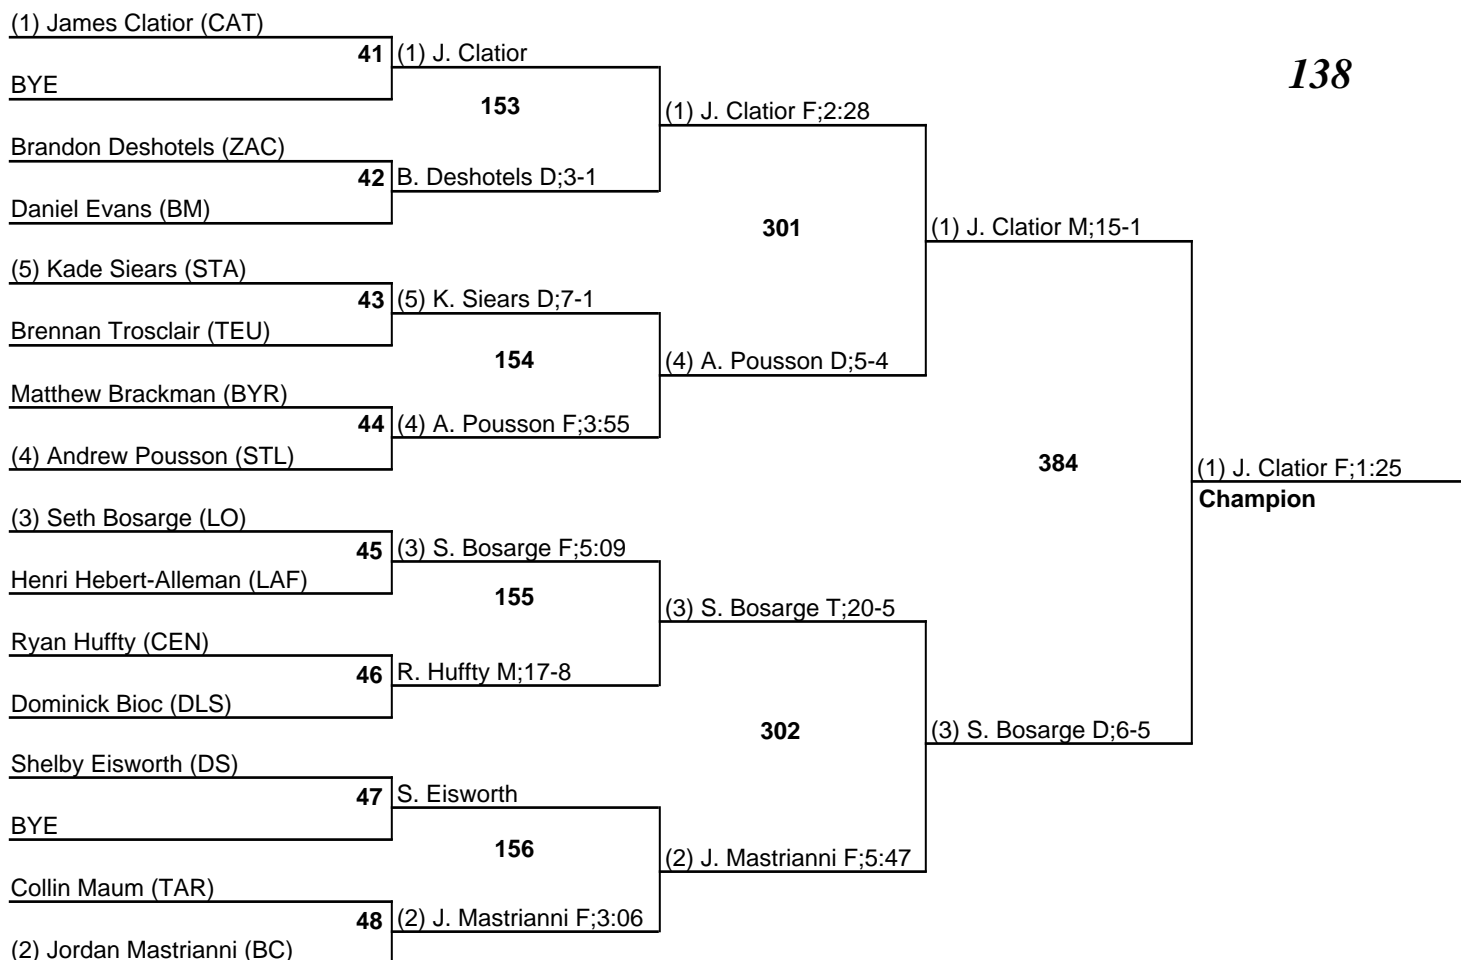 (1) James Clatior (CAT)
41 (1) J. Clatior
138
BYE
153
(1) J. Clatior F;2:28
Brandon Deshotels (ZAC)
42 B. Deshotels D;3-1
Daniel Evans (BM)
301
(1) J. Clatior M;15-1
(5) Kade Siears (STA)
43 (5) K. Siears D;7-1
Brennan Trosclair (TEU)
154
(4) A. Pousson D;5-4
Matthew Brackman (BYR)
44 (4) A. Pousson F;3:55
(4) Andrew Pousson (STL)
384
(1) J. Clatior F;1:25
Champion
(3) Seth Bosarge (LO)
45 (3) S. Bosarge F;5:09
Henri Hebert-Alleman (LAF)
155
(3) S. Bosarge T;20-5
Ryan Huffty (CEN)
46 R. Huffty M;17-8
Dominick Bioc (DLS)
302
(3) S. Bosarge D;6-5
Shelby Eisworth (DS)
47 S. Eisworth
BYE
156
(2) J. Mastrianni F;5:47
Collin Maum (TAR)
48 (2) J. Mastrianni F;3:06
(2) Jordan Mastrianni (BC)